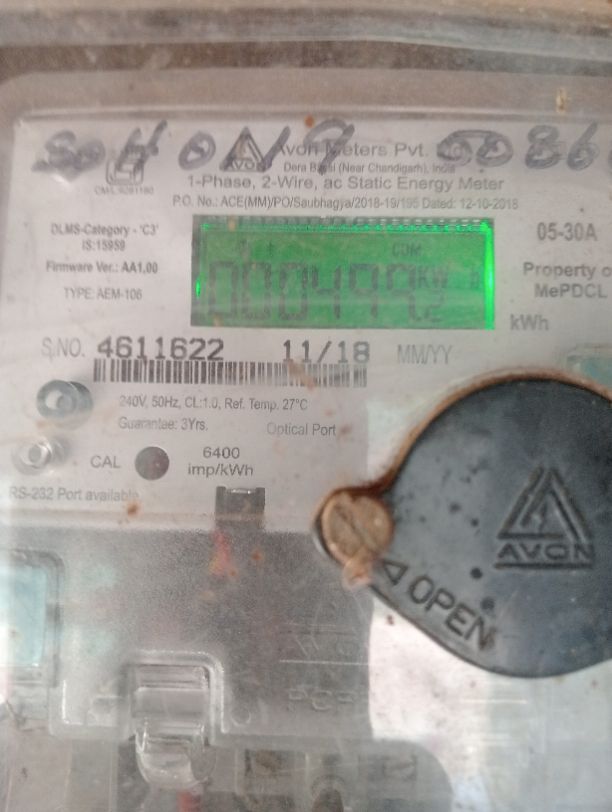 Avon Meters Pvt.
AVON
Dera Bassi (Near Chandigarh), India
1-Phase, 2-Wire, ac Static Energy Meter
P.O. No.: ACE(MM)/PO/Saubhagya/2018-19/195 Dated: 12-10-2018
DLMS-Category - 'C3'
IS:15959
Firmware Ver.: AA1.00
TYPE: AEM-106
COM
05-30A
Property of
MePDCL
kWh
S.NO. 4611622 11/18 MM/YY
240V, 50Hz, CL:1.0, Ref. Temp. 27°C
Guarantee: 3Yrs. Optical Port
CAL
6400
imp/kWh
RS-232 Port available
AVON
OPEN